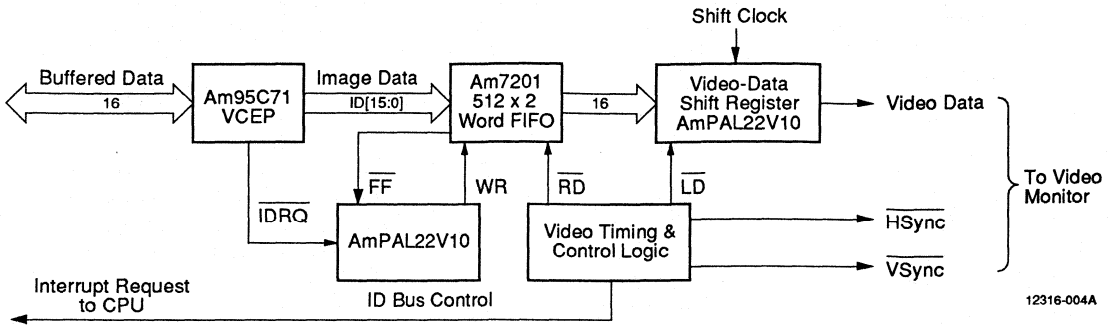 Shift Clock
Buffered Data
16
Am95C71
VCEP
Image Data
ID[15:0]
Am7201
512 x 2
Word FIFO
16
Video-Data
Shift Register
AmPAL22V10
Video Data
FF
WR
RD
LD
To Video
Monitor
IDRQ
AmPAL22V10
Video Timing &
Control Logic
HSync
VSync
Interrupt Request
to CPU
ID Bus Control
12316-004A